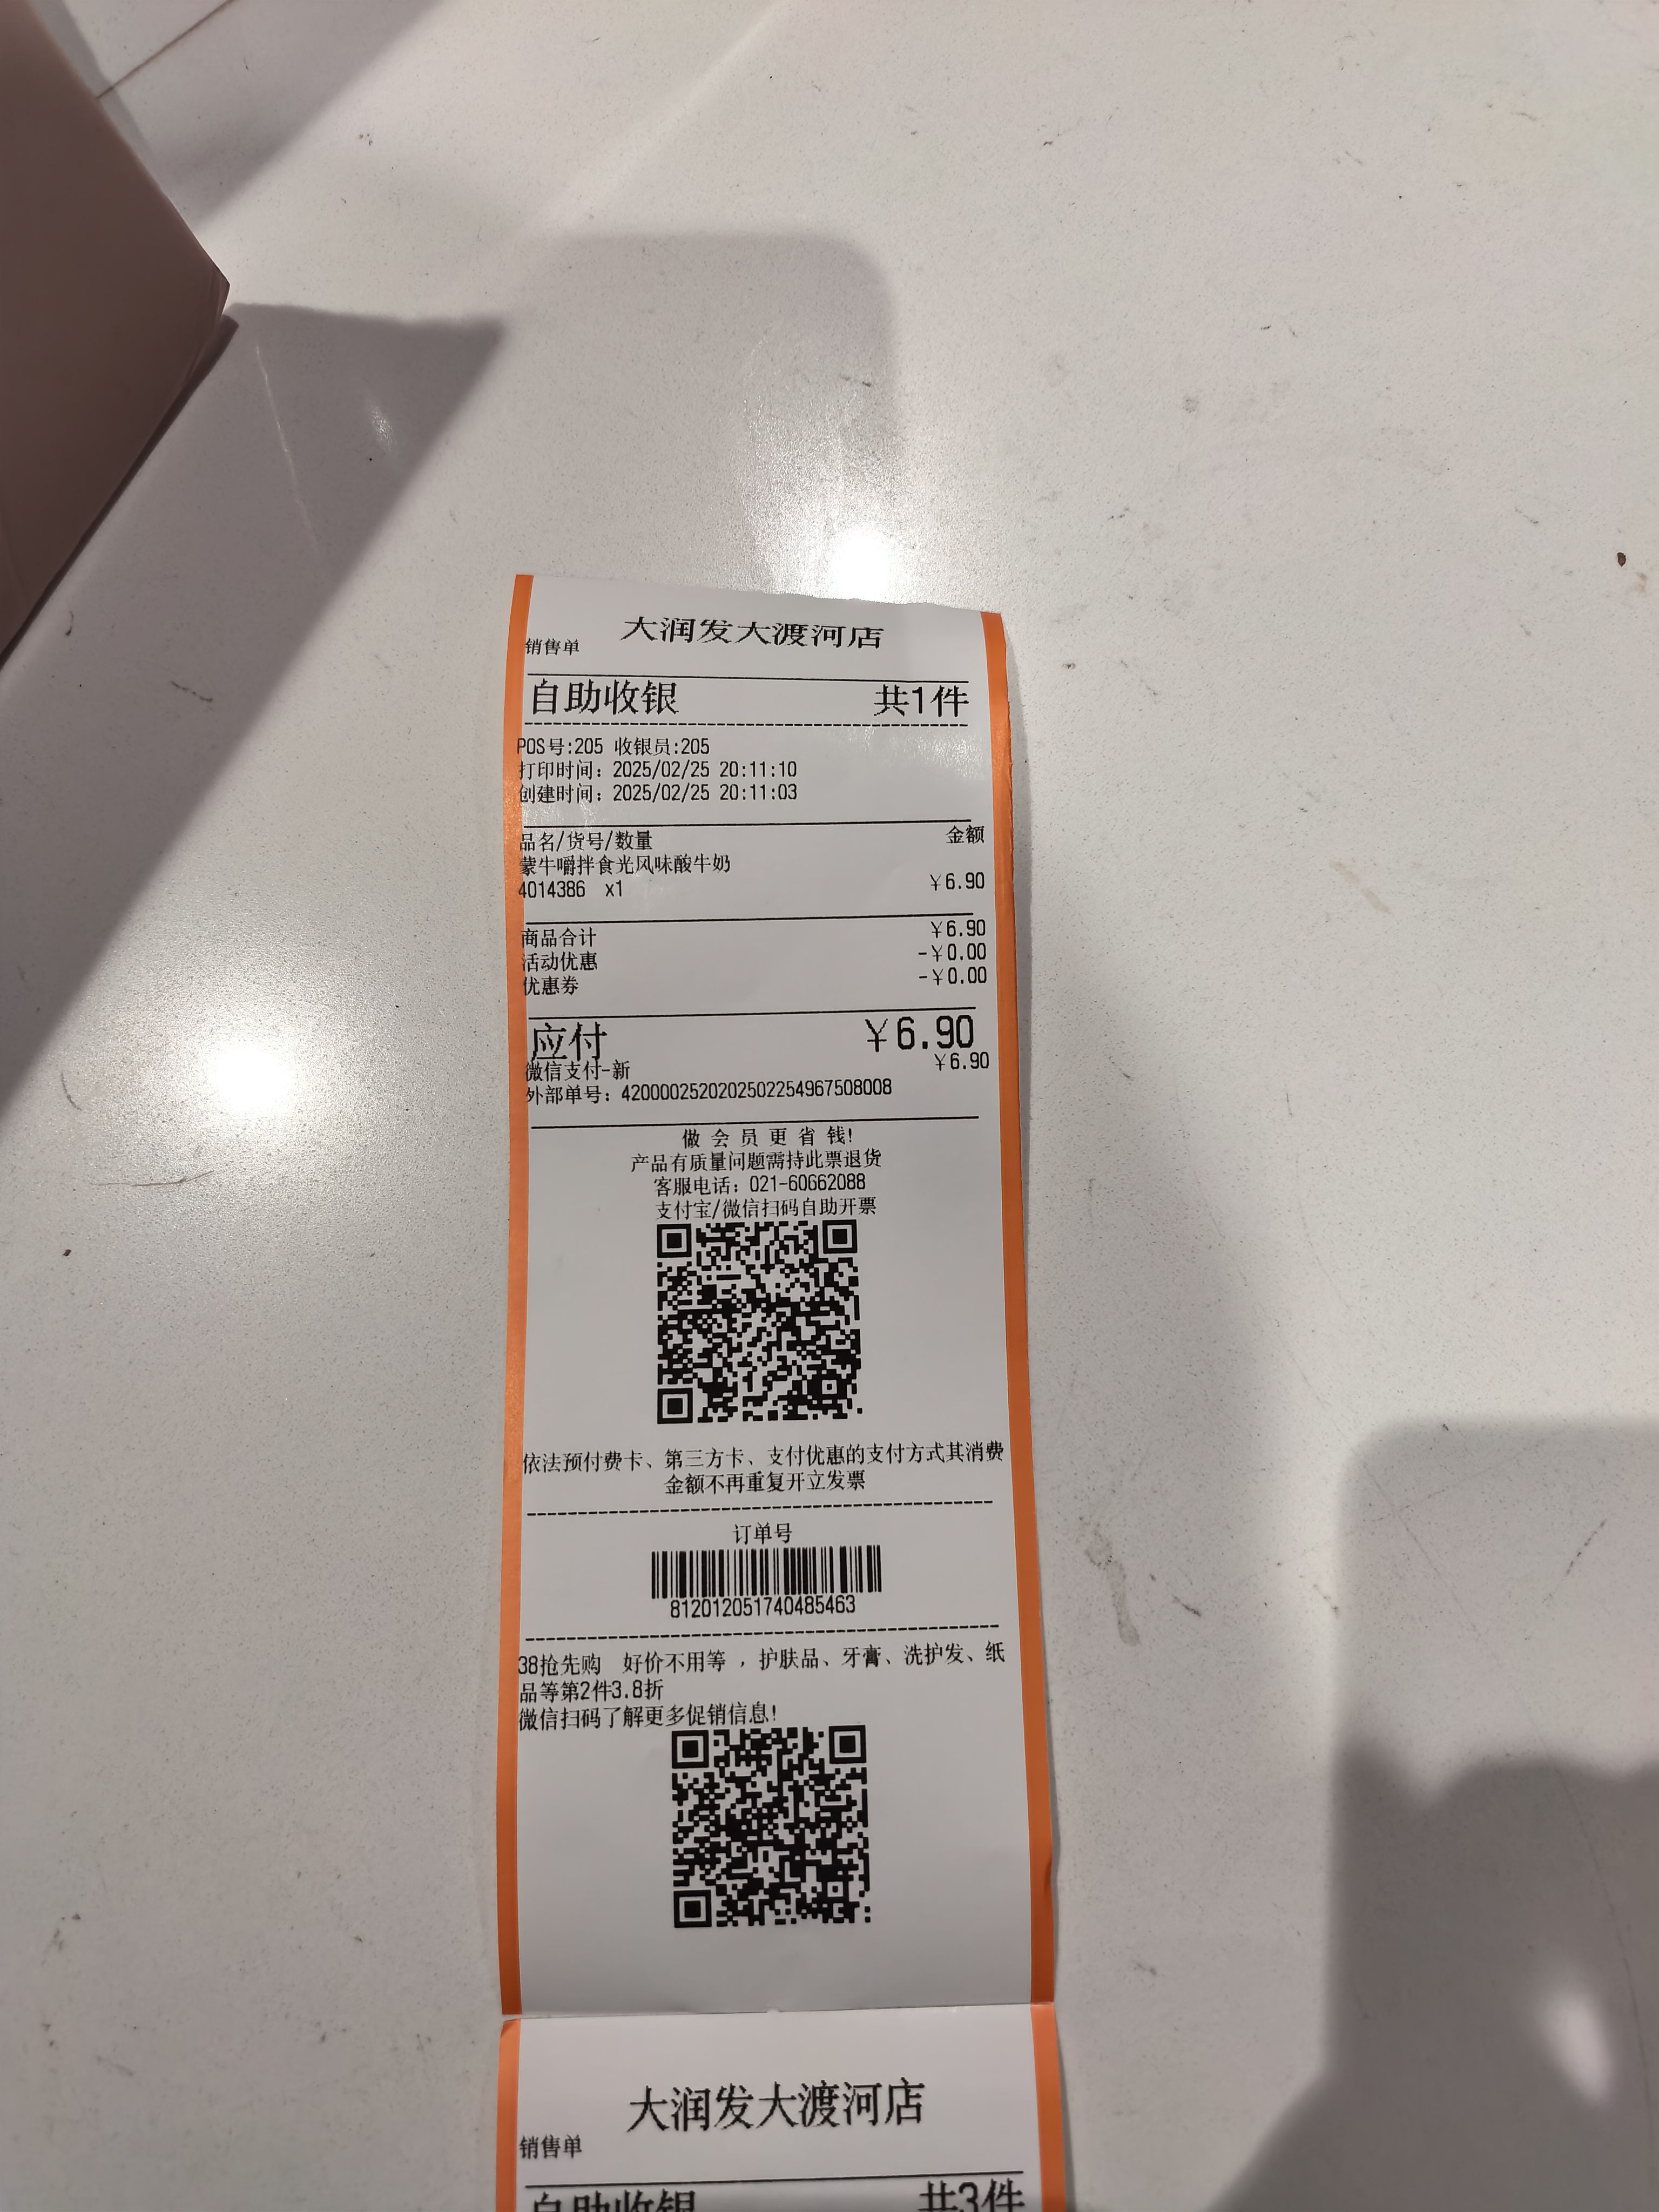 大润发大渡河店
销售单
自助收银 共1件
POS号:205 收银员:205
打印时间: 2025/02/25 20:11:10
创建时间: 2025/02/25 20:11:03
品名/货号/数量 金额
蒙牛嚼拌食光风味酸牛奶
4014386 x1 ¥6.90
商品合计 ¥6.90
活动优惠 -¥0.00
优惠券 -¥0.00
应付 ¥6.90
微信支付-新 ¥6.90
外部单号: 4200002520202502254967508008
做 会 员 更 省 钱!
产品有质量问题需持此票退货
客服电话: 021-60662088
支付宝/微信扫码自助开票
依法预付费卡、第三方卡、支付优惠的支付方式其消费
金额不再重复开立发票
订单号
812012051740485463
38抢先购 好价不用等 , 护肤品、牙膏、洗护发、纸
品等第2件3.8折
微信扫码了解更多促销信息!
大润发大渡河店
销售单
自助收银 共3件